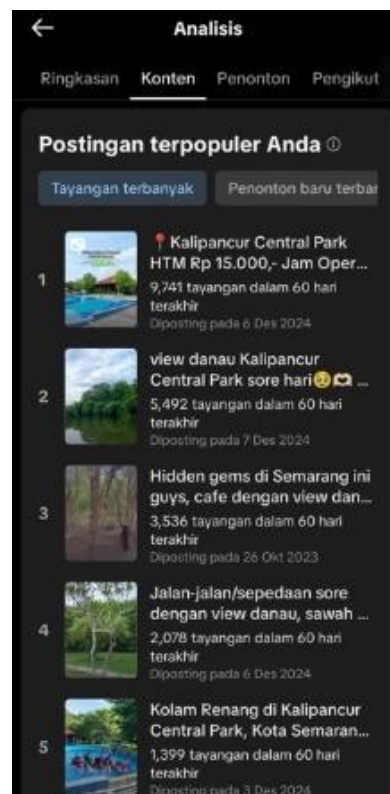 Analisis
Ringkasan Konten Penonton Pengikut
Postingan terpopuler Anda
Tayangan terbanyak Penonton baru terbar
1
Kalipancur Central Park
HTM Rp 15.000,- Jam Oper...
9,741 tayangan dalam 60 hari
terakhir
Diposting pada 6 Des 2024
2
view danau Kalipancur
Central Park sore hari🥹🫶 ...
5,492 tayangan dalam 60 hari
terakhir
Diposting pada 7 Des 2024
3
Hidden gems di Semarang ini
guys, cafe dengan view dan...
3,536 tayangan dalam 60 hari
terakhir
Diposting pada 26 Okt 2023
4
Jalan-jalan/sepedaan sore
dengan view danau, sawah ...
2,078 tayangan dalam 60 hari
terakhir
Diposting pada 6 Des 2024
5
Kolam Renang di Kalipancur
Central Park, Kota Semaran...
1,399 tayangan dalam 60 hari
terakhir
Diposting pada 3 Des 2024